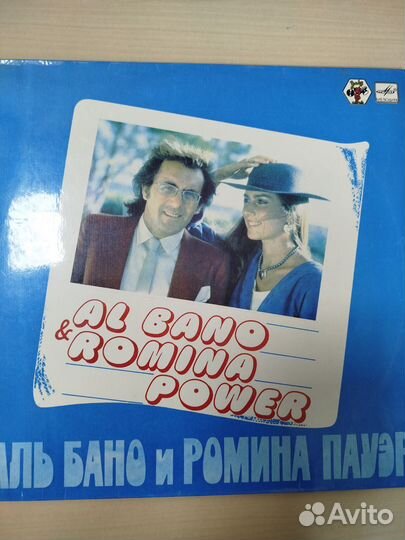 AL BANO
& ROMINA
POWER
АЛЬ БАНО и РОМИНА ПАУЭР
Avito